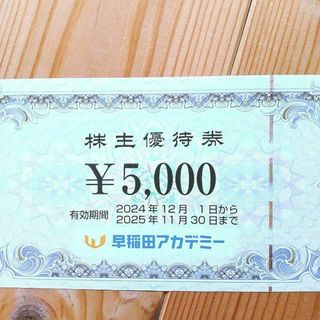 株主優待券
¥5,000
有効期間 2024年12月 1日から
2025年11月30日まで
早稲田アカデミー